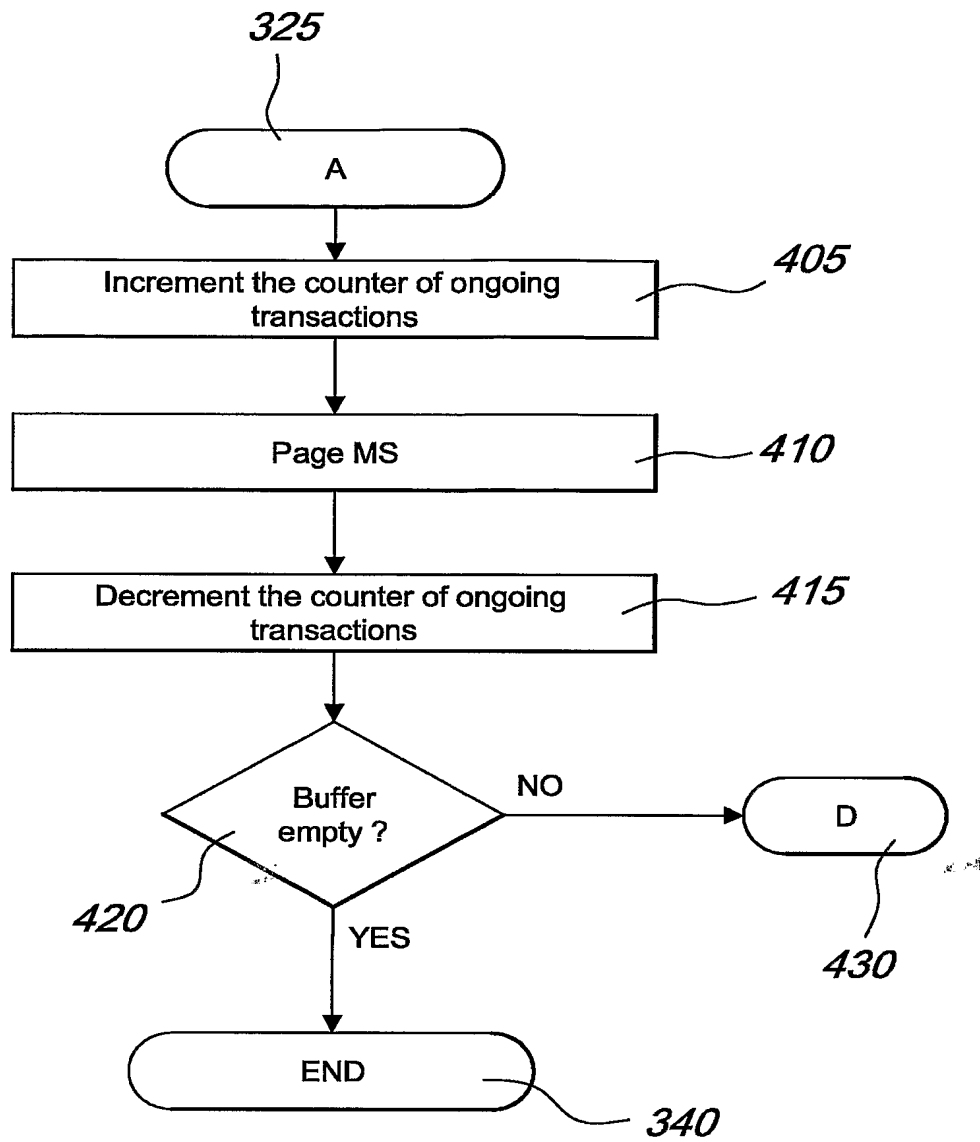 325
A
Increment the counter of ongoing
transactions
405
Page MS
410
Decrement the counter of ongoing
transactions
415
Buffer
empty ?
NO
D
420
YES
430
END
340